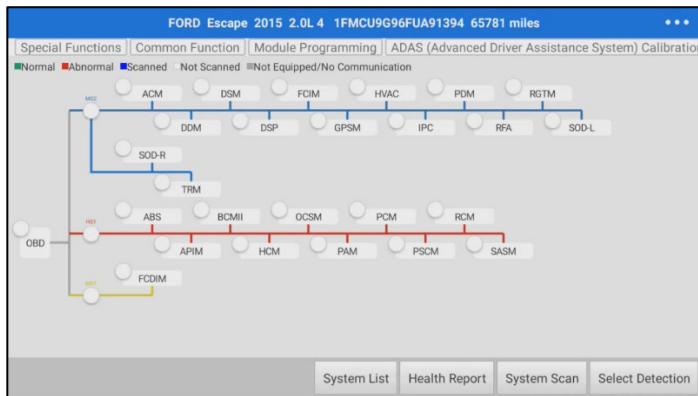 FORD Escape 2015 2.0L 4 1FMCU9G96FUA91394 65781 miles
Special Functions Common Function Module Programming ADAS (Advanced Driver Assistance System) Calibration
Normal Abnormal Scanned Not Scanned Not Equipped/No Communication
ACM DSM FCIM HVAC PDM RGTM
DDM DSP GPSM IPC RFA SOD-L
SOD-R
TRM
ABS BCMII OCSM PCM RCM
OBD
APIM HCM PAM PSCM SASM
FCDIM
System List Health Report System Scan Select Detection